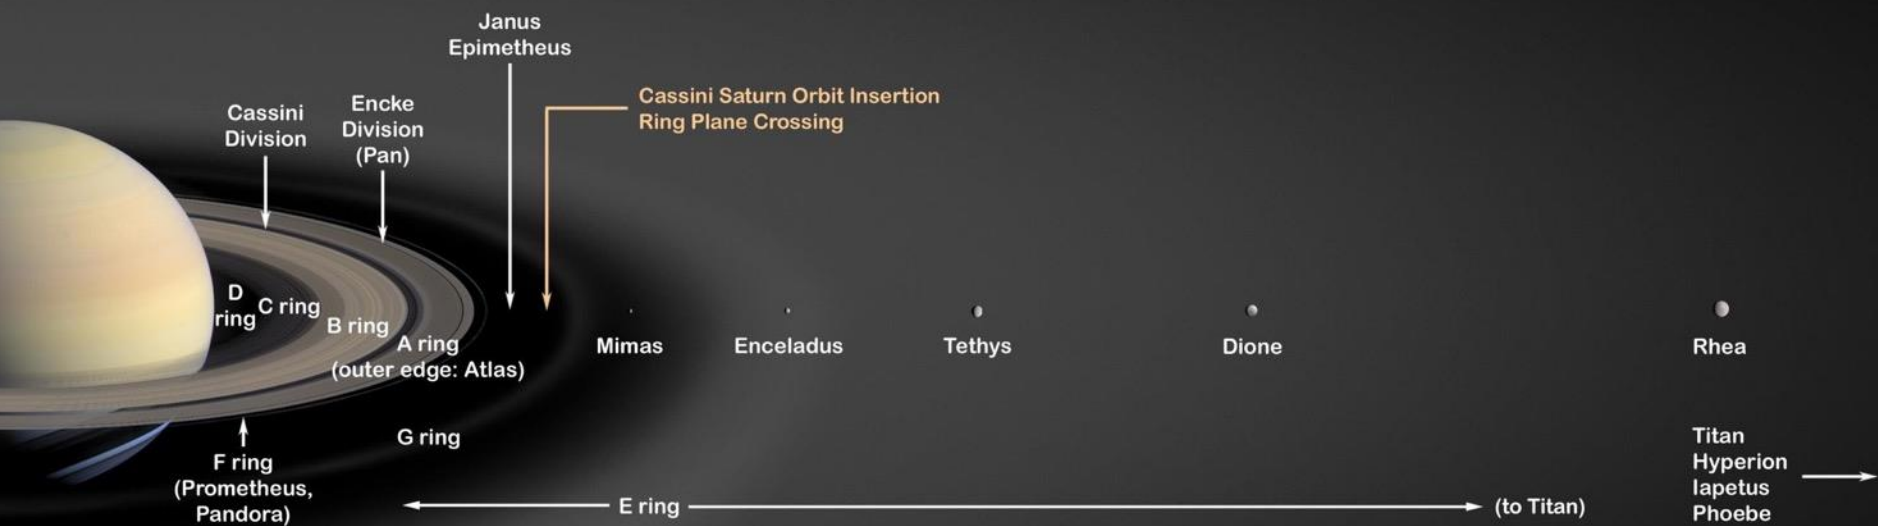 Janus
Epimetheus
Cassini Saturn Orbit Insertion
Ring Plane Crossing
Cassini
Division
Encke
Division
(Pan)
D
ring
C ring
B ring
A ring
(outer edge: Atlas)
Mimas
Enceladus
Tethys
Dione
Rhea
G ring
F ring
(Prometheus,
Pandora)
E ring
(to Titan)
Titan
Hyperion
Iapetus
Phoebe